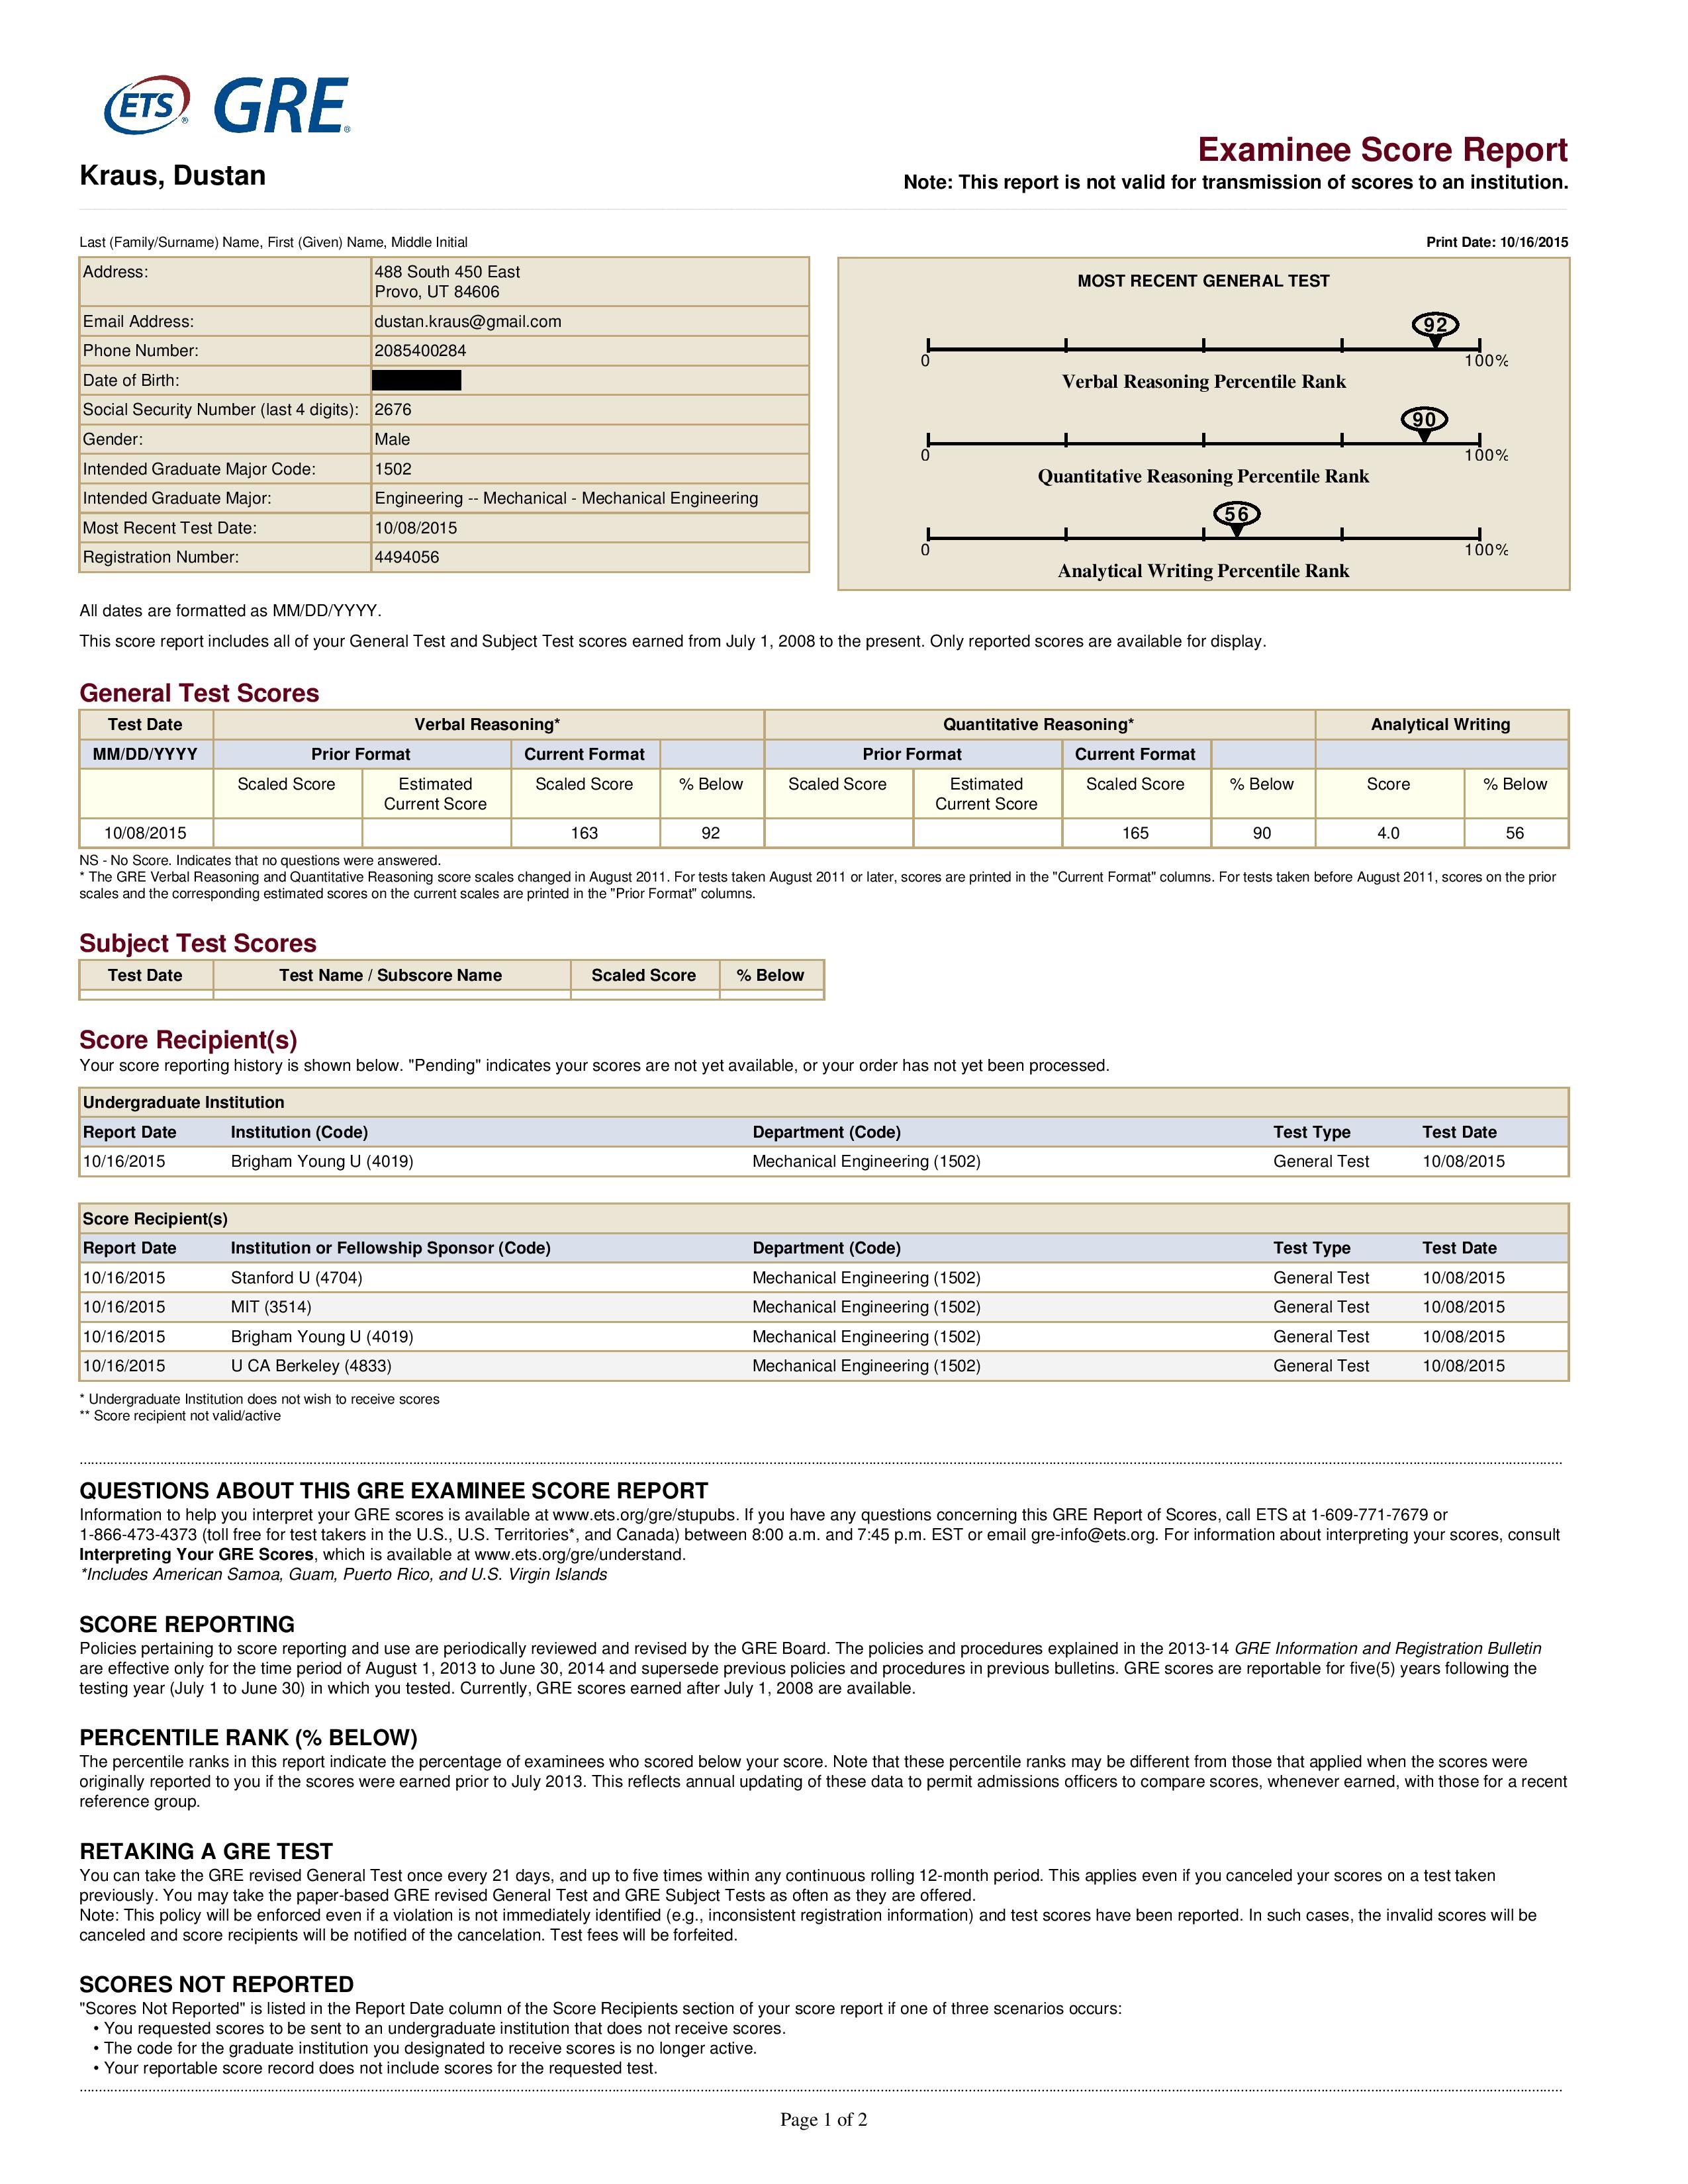 ETS® GRE®
Kraus, Dustan
Examinee Score Report
Note: This report is not valid for transmission of scores to an institution.
Last (Family/Surname) Name, First (Given) Name, Middle Initial
Print Date: 10/16/2015
Address: 488 South 450 East
Provo, UT 84606
Email Address: dustan.kraus@gmail.com
Phone Number: 2085400284
Date of Birth:
Social Security Number (last 4 digits): 2676
Gender: Male
Intended Graduate Major Code: 1502
Intended Graduate Major: Engineering -- Mechanical - Mechanical Engineering
Most Recent Test Date: 10/08/2015
Registration Number: 4494056
MOST RECENT GENERAL TEST
92
0 100%
Verbal Reasoning Percentile Rank
90
0 100%
Quantitative Reasoning Percentile Rank
56
0 100%
Analytical Writing Percentile Rank
All dates are formatted as MM/DD/YYYY.
This score report includes all of your General Test and Subject Test scores earned from July 1, 2008 to the present. Only reported scores are available for display.
General Test Scores
Test Date Verbal Reasoning* Quantitative Reasoning* Analytical Writing
MM/DD/YYYY Prior Format Current Format Prior Format Current Format
Scaled Score Estimated Scaled Score % Below Scaled Score Estimated Scaled Score % Below Score % Below
Current Score Current Score
10/08/2015 163 92 165 90 4.0 56
NS - No Score. Indicates that no questions were answered.
* The GRE Verbal Reasoning and Quantitative Reasoning score scales changed in August 2011. For tests taken August 2011 or later, scores are printed in the "Current Format" columns. For tests taken before August 2011, scores on the prior
scales and the corresponding estimated scores on the current scales are printed in the "Prior Format" columns.
Subject Test Scores
Test Date Test Name / Subscore Name Scaled Score % Below
Score Recipient(s)
Your score reporting history is shown below. "Pending" indicates your scores are not yet available, or your order has not yet been processed.
Undergraduate Institution
Report Date Institution (Code) Department (Code) Test Type Test Date
10/16/2015 Brigham Young U (4019) Mechanical Engineering (1502) General Test 10/08/2015
Score Recipient(s)
Report Date Institution or Fellowship Sponsor (Code) Department (Code) Test Type Test Date
10/16/2015 Stanford U (4704) Mechanical Engineering (1502) General Test 10/08/2015
10/16/2015 MIT (3514) Mechanical Engineering (1502) General Test 10/08/2015
10/16/2015 Brigham Young U (4019) Mechanical Engineering (1502) General Test 10/08/2015
10/16/2015 U CA Berkeley (4833) Mechanical Engineering (1502) General Test 10/08/2015
* Undergraduate Institution does not wish to receive scores
** Score recipient not valid/active
QUESTIONS ABOUT THIS GRE EXAMINEE SCORE REPORT
Information to help you interpret your GRE scores is available at www.ets.org/gre/stupubs. If you have any questions concerning this GRE Report of Scores, call ETS at 1-609-771-7679 or
1-866-473-4373 (toll free for test takers in the U.S., U.S. Territories*, and Canada) between 8:00 a.m. and 7:45 p.m. EST or email gre-info@ets.org. For information about interpreting your scores, consult
Interpreting Your GRE Scores, which is available at www.ets.org/gre/understand.
*Includes American Samoa, Guam, Puerto Rico, and U.S. Virgin Islands
SCORE REPORTING
Policies pertaining to score reporting and use are periodically reviewed and revised by the GRE Board. The policies and procedures explained in the 2013-14 GRE Information and Registration Bulletin
are effective only for the time period of August 1, 2013 to June 30, 2014 and supersede previous policies and procedures in previous bulletins. GRE scores are reportable for five(5) years following the
testing year (July 1 to June 30) in which you tested. Currently, GRE scores earned after July 1, 2008 are available.
PERCENTILE RANK (% BELOW)
The percentile ranks in this report indicate the percentage of examinees who scored below your score. Note that these percentile ranks may be different from those that applied when the scores were
originally reported to you if the scores were earned prior to July 2013. This reflects annual updating of these data to permit admissions officers to compare scores, whenever earned, with those for a recent
reference group.
RETAKING A GRE TEST
You can take the GRE revised General Test once every 21 days, and up to five times within any continuous rolling 12-month period. This applies even if you canceled your scores on a test taken
previously. You may take the paper-based GRE revised General Test and GRE Subject Tests as often as they are offered.
Note: This policy will be enforced even if a violation is not immediately identified (e.g., inconsistent registration information) and test scores have been reported. In such cases, the invalid scores will be
canceled and score recipients will be notified of the cancelation. Test fees will be forfeited.
SCORES NOT REPORTED
"Scores Not Reported" is listed in the Report Date column of the Score Recipients section of your score report if one of three scenarios occurs:
• You requested scores to be sent to an undergraduate institution that does not receive scores.
• The code for the graduate institution you designated to receive scores is no longer active.
• Your reportable score record does not include scores for the requested test.
Page 1 of 2